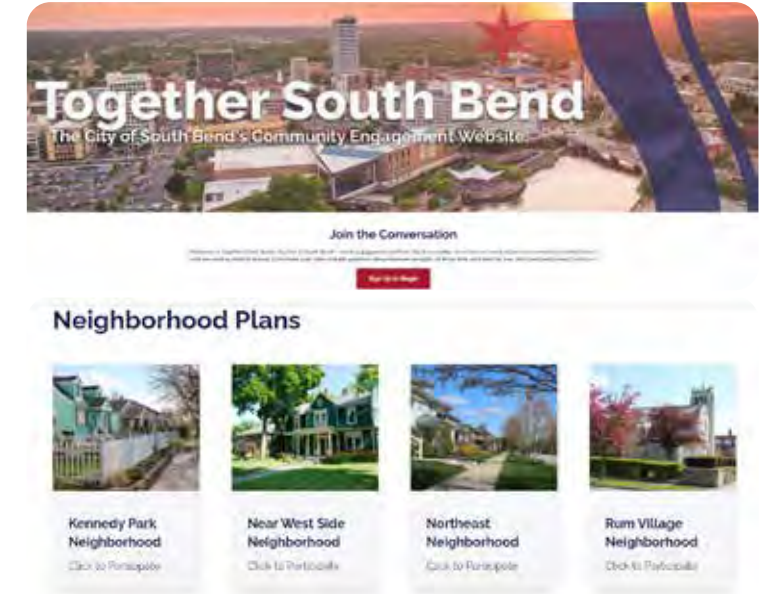 Together South Bend
The City of South Bend's Community Engagement Website.
Join the Conversation
Neighborhood Plans
Kennedy Park
Neighborhood
Click to Participate
Near West Side
Neighborhood
Click to Participate
Northeast
Neighborhood
Click to Participate
Rum Village
Neighborhood
Click to Participate